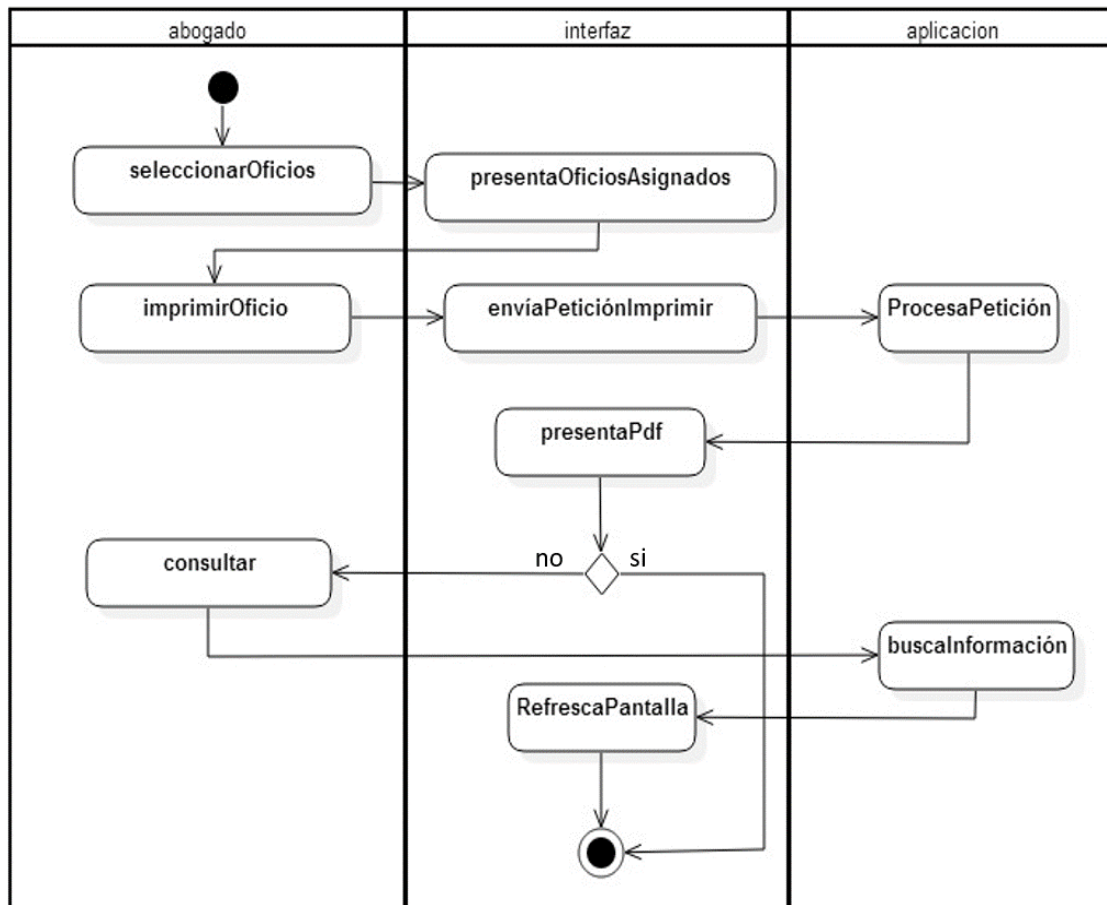 abogado
interfaz
aplicacion
seleccionarOficios
presentaOficiosAsignados
imprimirOficio
envíaPeticiónImprimir
ProcesaPetición
presentaPdf
no
si
consultar
buscaInformación
RefrescaPantalla